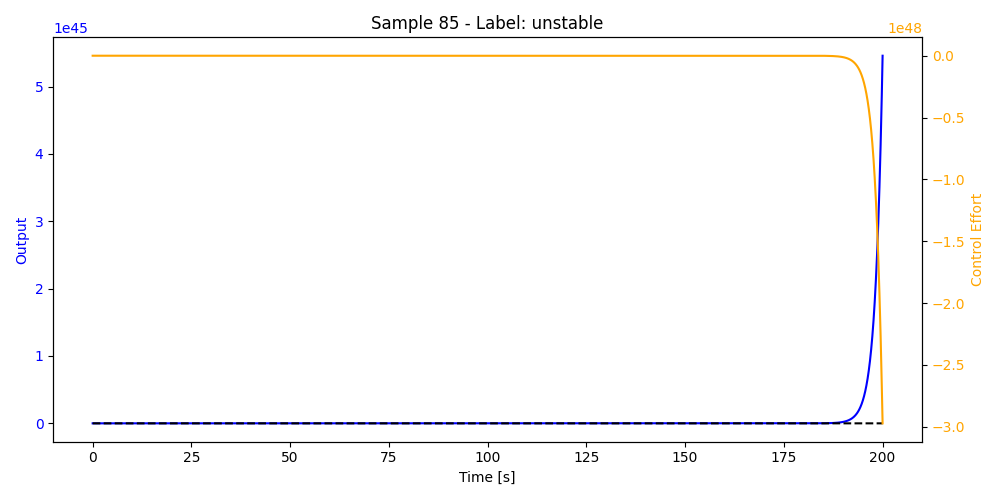 Sample 85 - Label: unstable
1e45
1e48
5
4
3
2
1
0
Output
0.0
−0.5
−1.0
−1.5
−2.0
−2.5
−3.0
Control Effort
0 25 50 75 100 125 150 175 200
Time [s]